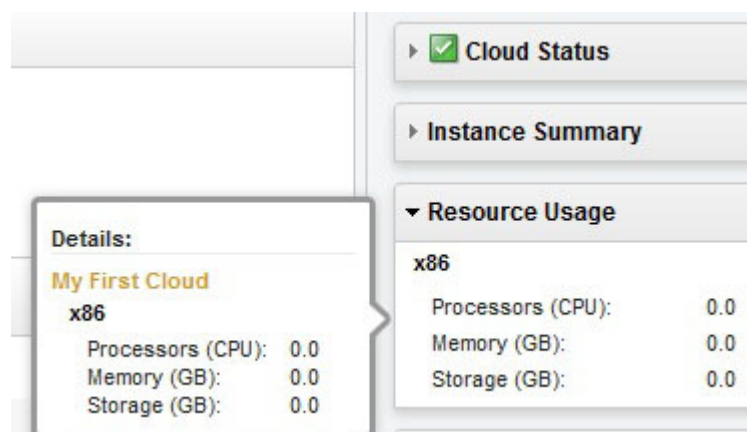 Cloud Status
Instance Summary
Resource Usage
x86
Processors (CPU): 0.0
Memory (GB): 0.0
Storage (GB): 0.0
Details:
My First Cloud
x86
Processors (CPU): 0.0
Memory (GB): 0.0
Storage (GB): 0.0